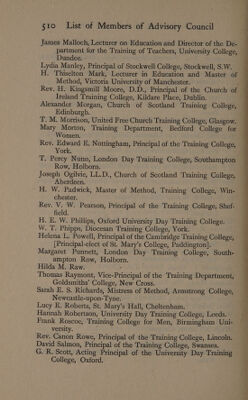 510 List of Members of Advisory Council
James Malloch, Lecturer on Education and Director of the De-
partment for the Training of Teachers, University College,
Dundee.
Lydia Manley, Principal of Stockwell College, Stockwell, S.W.
H. Thiselton Mark, Lecturer in Education and Master of
Method, Victoria University of Manchester.
Rev. H. Kingsmill Moore, D.D., Principal of the Church of
Ireland Training College, Kildare Place, Dublin.
Alexander Morgan, Church of Scotland Training College,
Edinburgh.
T. M. Morrison, United Free Church Training College, Glasgow.
Mary Morton, Training Department, Bedford College for
Women.
Rev. Edward E. Nottingham, Principal of the Training College,
York.
T. Percy Nunn, London Day Training College, Southampton
Row, Holborn.
Joseph Ogilvie, LL.D., Church of Scotland Training College,
Aberdeen.
H. W. Padwick, Master of Method, Training College, Win-
chester.
Rev. V. W. Pearson, Principal of the Training College, Shef-
field.
H. E. W. Phillips, Oxford University Day Training College.
W. T. Phipps, Diocesan Training College, York.
Helena L. Powell, Principal of the Cambridge Training College,
[Principal-elect of St. Mary's College, Paddington].
Margaret Punnett, London Day Training College, South-
ampton Row, Holborn.
Hilda M. Raw.
Thomas Raymont, Vice-Principal of the Training Department,
Goldsmiths' College, New Cross.
Sarah E. S. Richards, Mistress of Method, Armstrong College,
Newcastle-upon-Tyne.
Lucy E. Roberts, St. Mary's Hall, Cheltenham.
Hannah Robertson, University Day Training College, Leeds.
Frank Roscoe, Training College for Men, Birmingham Uni-
versity.
Rev. Canon Rowe, Principal of the Training College, Lincoln.
David Salmon, Principal of the Training College, Swansea.
G. R. Scott, Acting Principal of the University Day Training
College, Oxford.